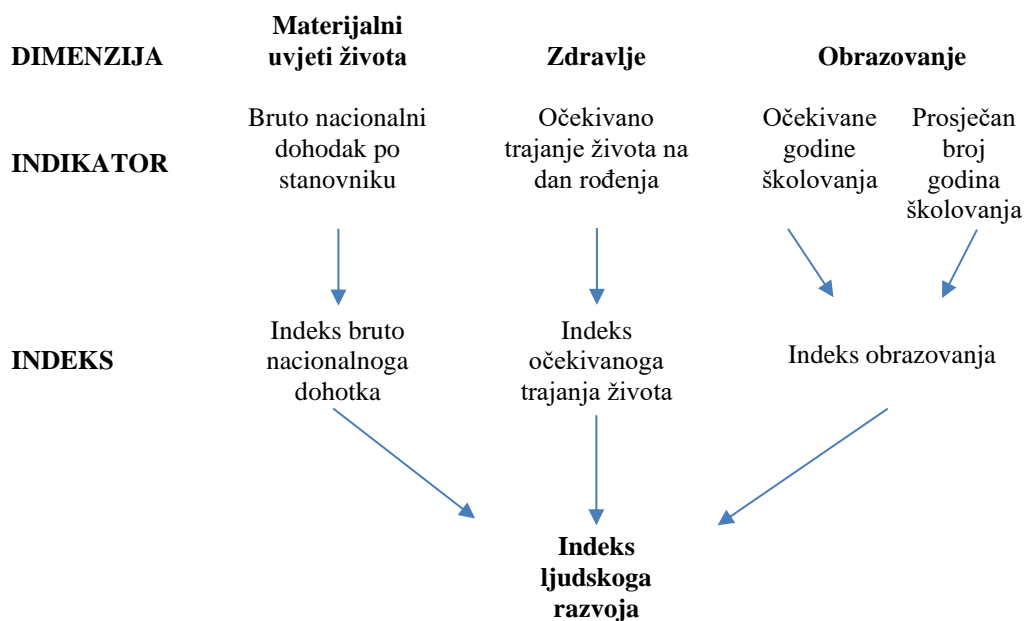 DIMENZIJA
Materijalni
uvjeti života
Zdravlje
Obrazovanje
INDIKATOR
Bruto nacionalni
dohodak po
stanovniku
Očekivano
trajanje života na
dan rođenja
Očekivane
godine
školovanja
Prosječan
broj
godina
školovanja
INDEKS
Indeks bruto
nacionalnoga
dohotka
Indeks
očekivanoga
trajanja života
Indeks obrazovanja
Indeks
ljudskoga
razvoja